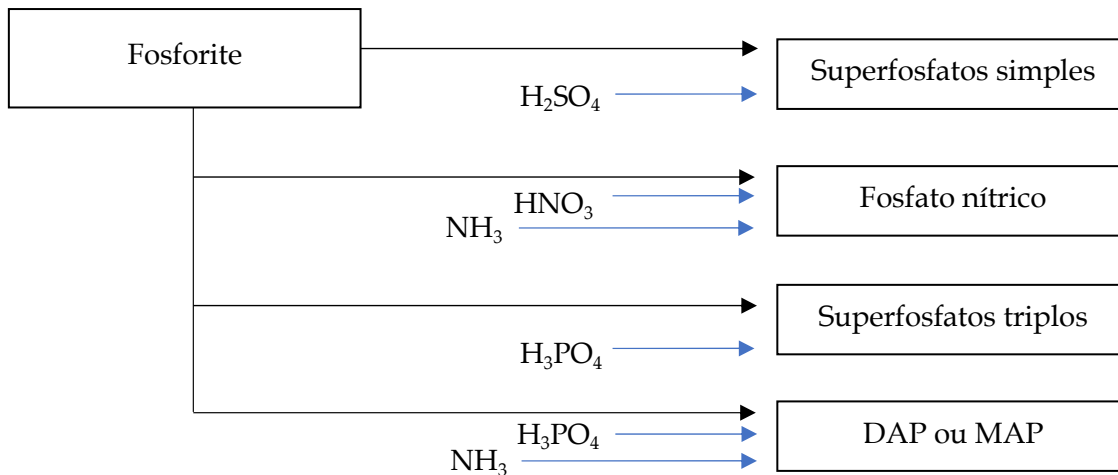 Fosforite
Superfosfatos simples
H₂SO₄
HNO₃
Fosfato nítrico
NH₃
Superfosfatos triplos
H₃PO₄
H₃PO₄
DAP ou MAP
NH₃